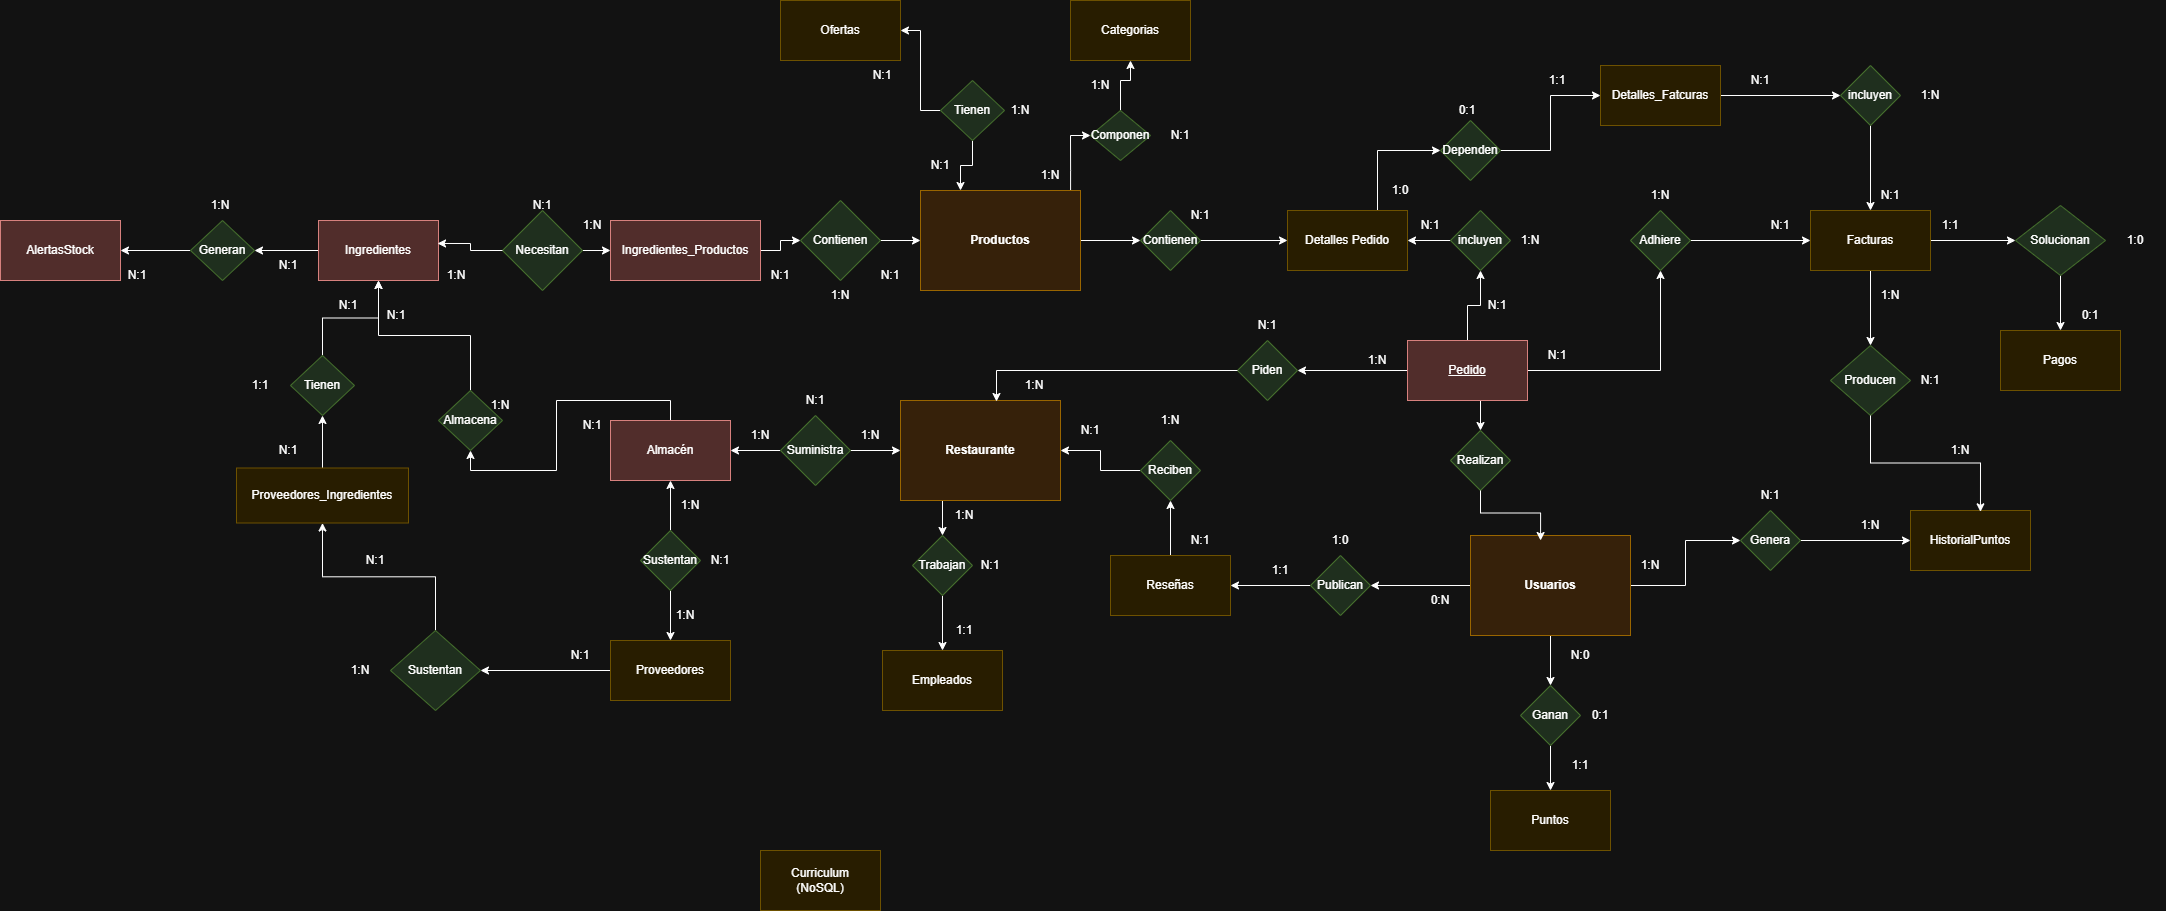 Ofertas
Categorias
N:1
Tienen
1:N
1:N
Componen
N:1
N:1
1:N
1:1
Detalles_Fatcuras
N:1
incluyen
1:N
0:1
Dependen
1:0
N:1
1:N
AlertasStock
1:N
Generan
N:1
N:1
Ingredientes
1:N
N:1
Necesitan
1:N
Ingredientes_Productos
N:1
Contienen
1:N
N:1
Productos
N:1
Contienen
Detalles Pedido
N:1
incluyen
1:N
N:1
Adhiere
N:1
Facturas
1:1
Solucionan
1:0
1:N
0:1
Pagos
N:1
N:1
1:1
Tienen
N:1
1:N
Almacena
N:1
Almacén
1:N
N:1
Suministra
1:N
1:N
Restaurante
N:1
Piden
1:N
Pedido
N:1
Producen
N:1
1:N
N:1
1:N
Reciben
Realizan
Proveedores_Ingredientes
N:1
1:N
Sustentan
N:1
1:N
1:N
Trabajan
N:1
1:1
N:1
Reseñas
1:1
1:0
Publican
0:N
Usuarios
1:N
N:1
Genera
1:N
HistorialPuntos
1:N
Sustentan
N:1
Proveedores
Empleados
N:0
Ganan
0:1
1:1
Puntos
Curriculum
(NoSQL)